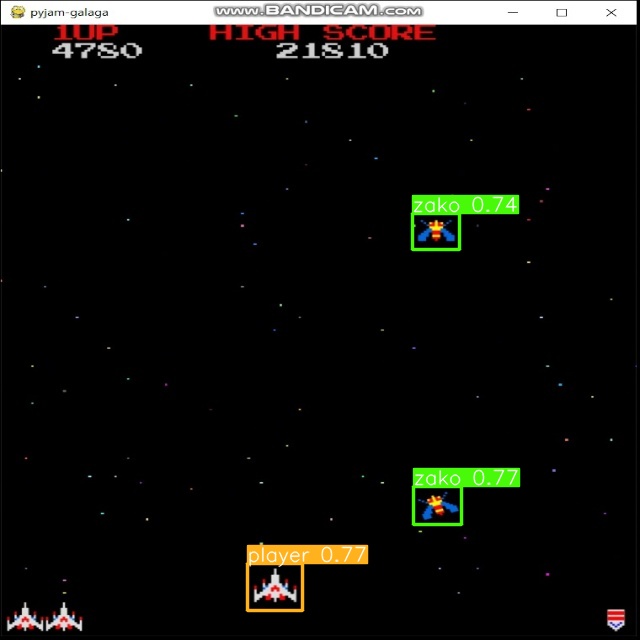 pyjam-galaga
www.BANDICAM.com
1UP HIGH SCORE
4780 21810
zako 0.74
zako 0.77
player 0.77